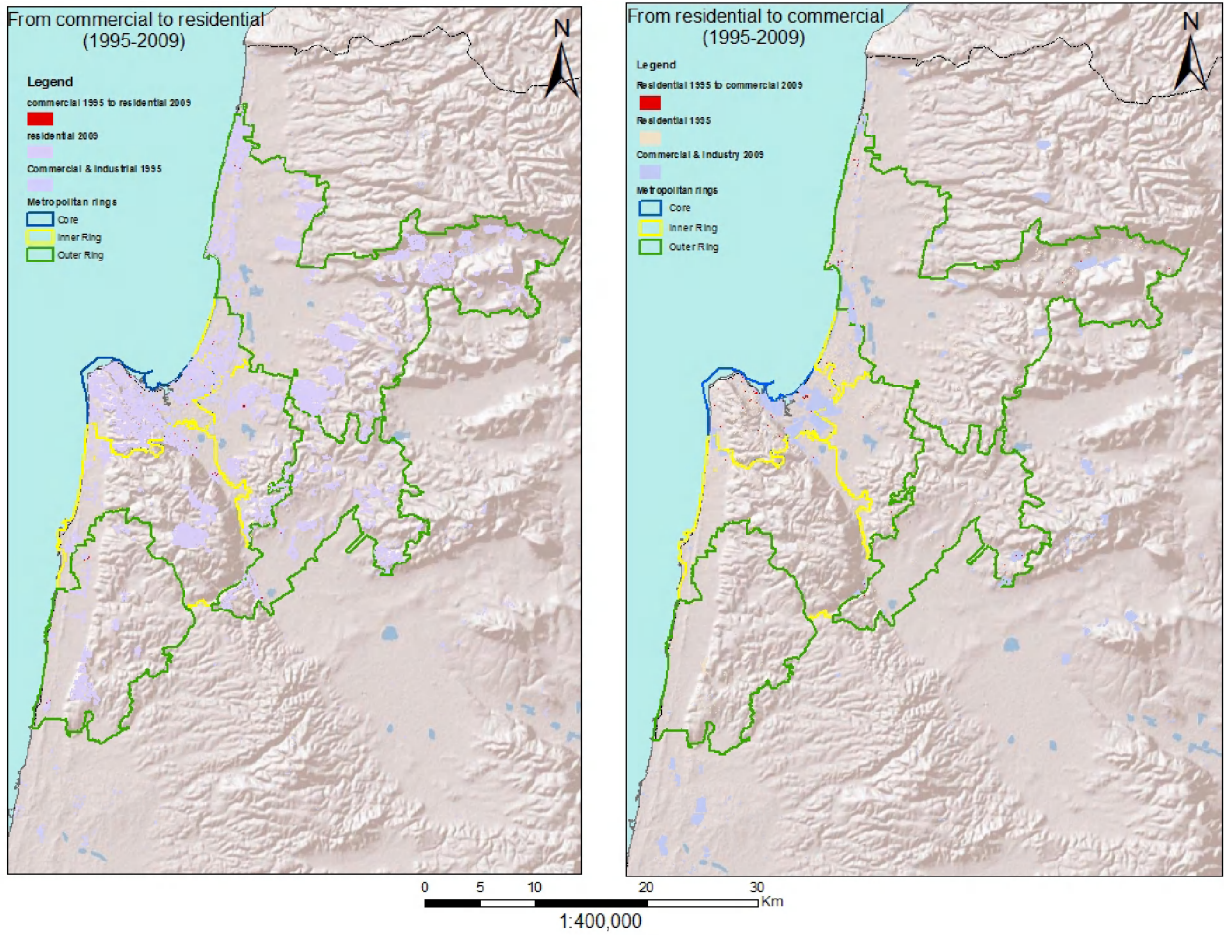 From commercial to residential
(1995-2009)
N
Legend
commercial 1995 to residential 2009
residential 2009
Commercial & industrial 1995
Metropolitan rings
Core
Inner Ring
Outer Ring
From residential to commercial
(1995-2009)
N
Legend
Residential 1995 to commercial 2009
Residential 1995
Commercial & Industry 2009
Metropolitan rings
Core
Inner Ring
Outer Ring
0 5 10 20 30
Km
1:400,000